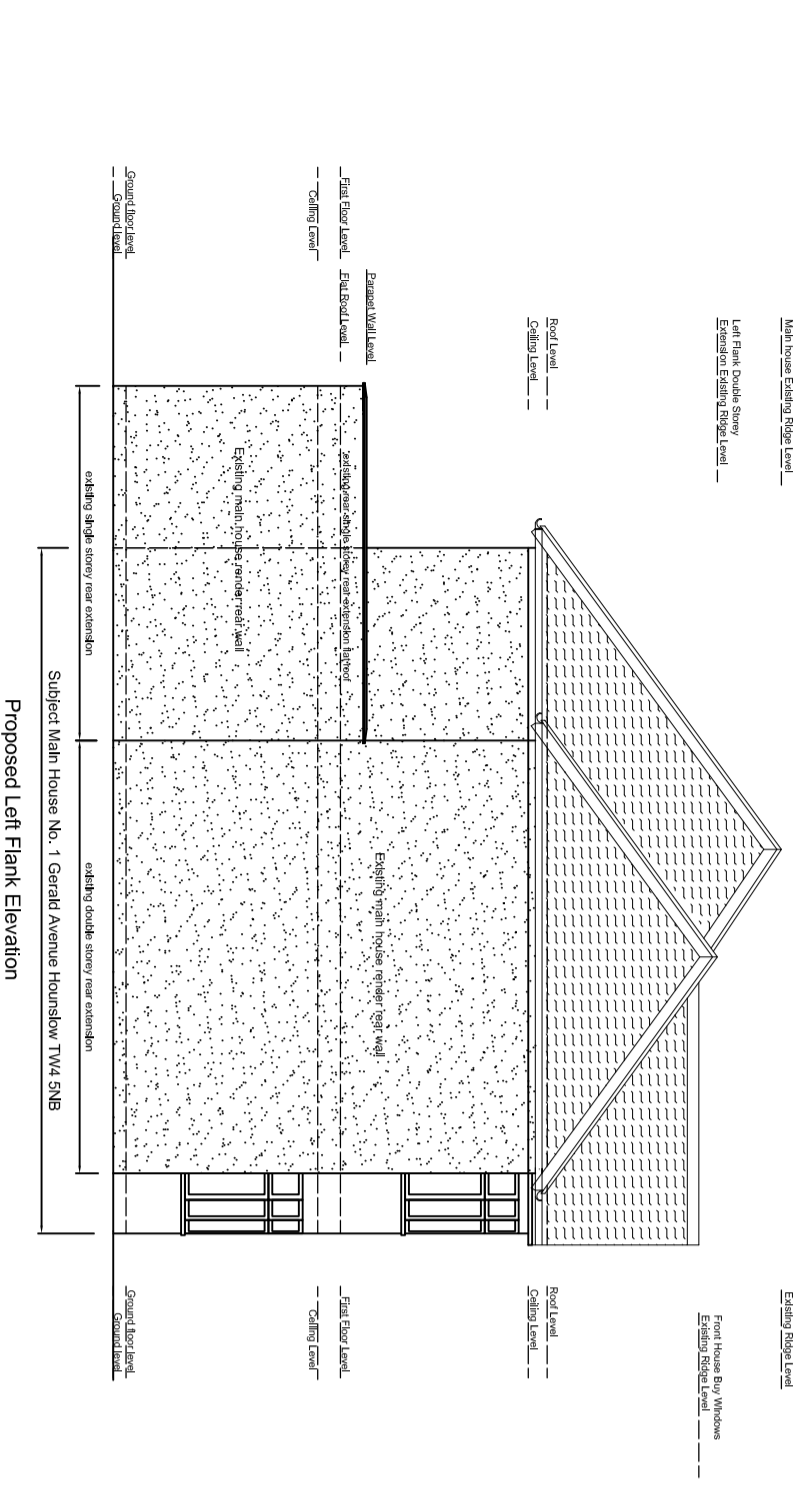 Main house Existing Ridge Level
Left Flank Double Storey
Extension Existing Ridge Level
Roof Level
Ceiling Level
Parapet Wall Level
First Floor Level
Flat Roof Level
Ceiling Level
Ground floor level
Ground level
Existing Ridge Level
Front House Buy Windows
Existing Ridge Level
Roof Level
Ceiling Level
First Floor Level
Ceiling Level
Ground floor level
Ground level
existing rear single storey rear extension flat roof
Existing main house render rear wall
Existing main house render rear wall
existing single storey rear extension
existing double storey rear extension
Subject Main House No. 1 Gerald Avenue Hounslow TW4 5NB
Proposed Left Flank Elevation